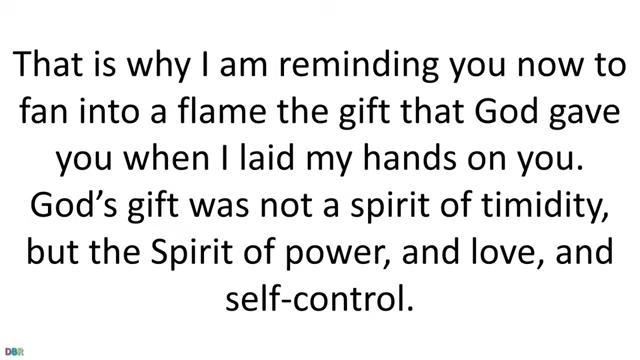 That is why I am reminding you now to
fan into a flame the gift that God gave
you when I laid my hands on you.
God’s gift was not a spirit of timidity,
but the Spirit of power, and love, and
self-control.
DBR